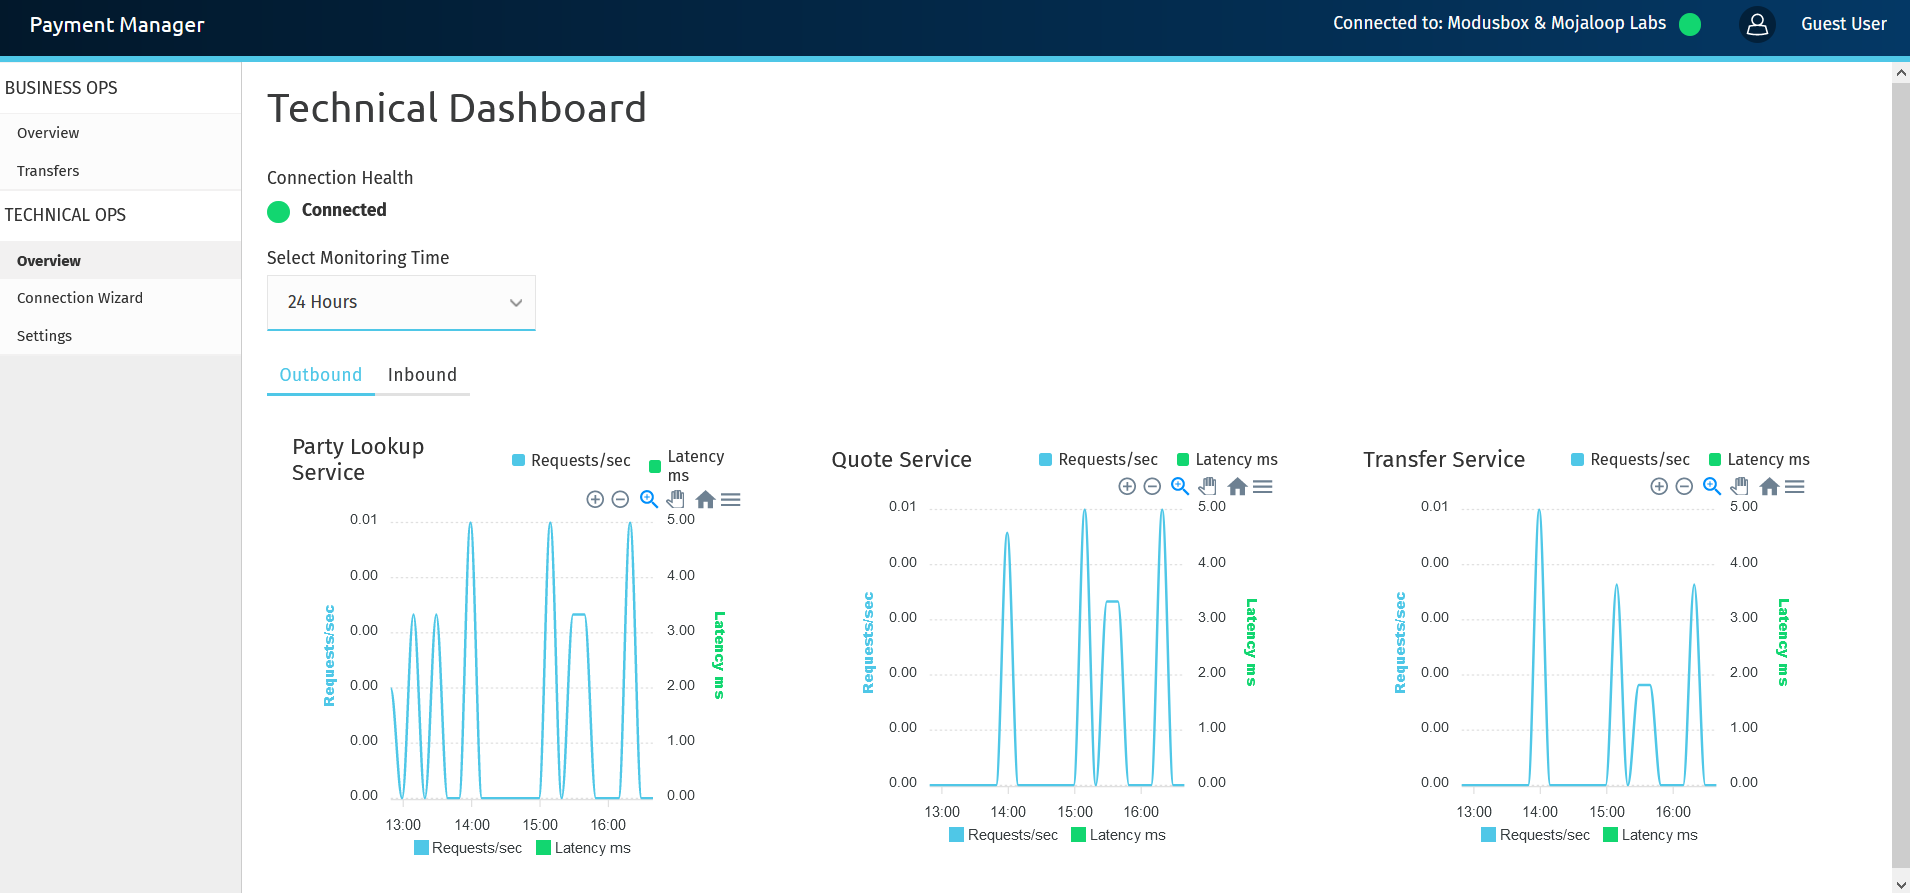 Payment Manager
Connected to: Modusbox & Mojaloop Labs
Guest User
BUSINESS OPS
Overview
Transfers
TECHNICAL OPS
Overview
Connection Wizard
Settings
Technical Dashboard
Connection Health
Connected
Select Monitoring Time
24 Hours
Outbound Inbound
Party Lookup
Service
Requests/sec
Latency
ms
0.01
0.00
0.00
0.00
0.00
0.00
Requests/sec
5.00
4.00
3.00
2.00
1.00
0.00
Latency ms
13:00 14:00 15:00 16:00
Requests/sec Latency ms
Quote Service
Requests/sec Latency ms
0.01
0.00
0.00
0.00
0.00
0.00
Requests/sec
5.00
4.00
3.00
2.00
1.00
0.00
Latency ms
13:00 14:00 15:00 16:00
Requests/sec Latency ms
Transfer Service
Requests/sec Latency ms
0.01
0.00
0.00
0.00
0.00
0.00
Requests/sec
5.00
4.00
3.00
2.00
1.00
0.00
Latency ms
13:00 14:00 15:00 16:00
Requests/sec Latency ms